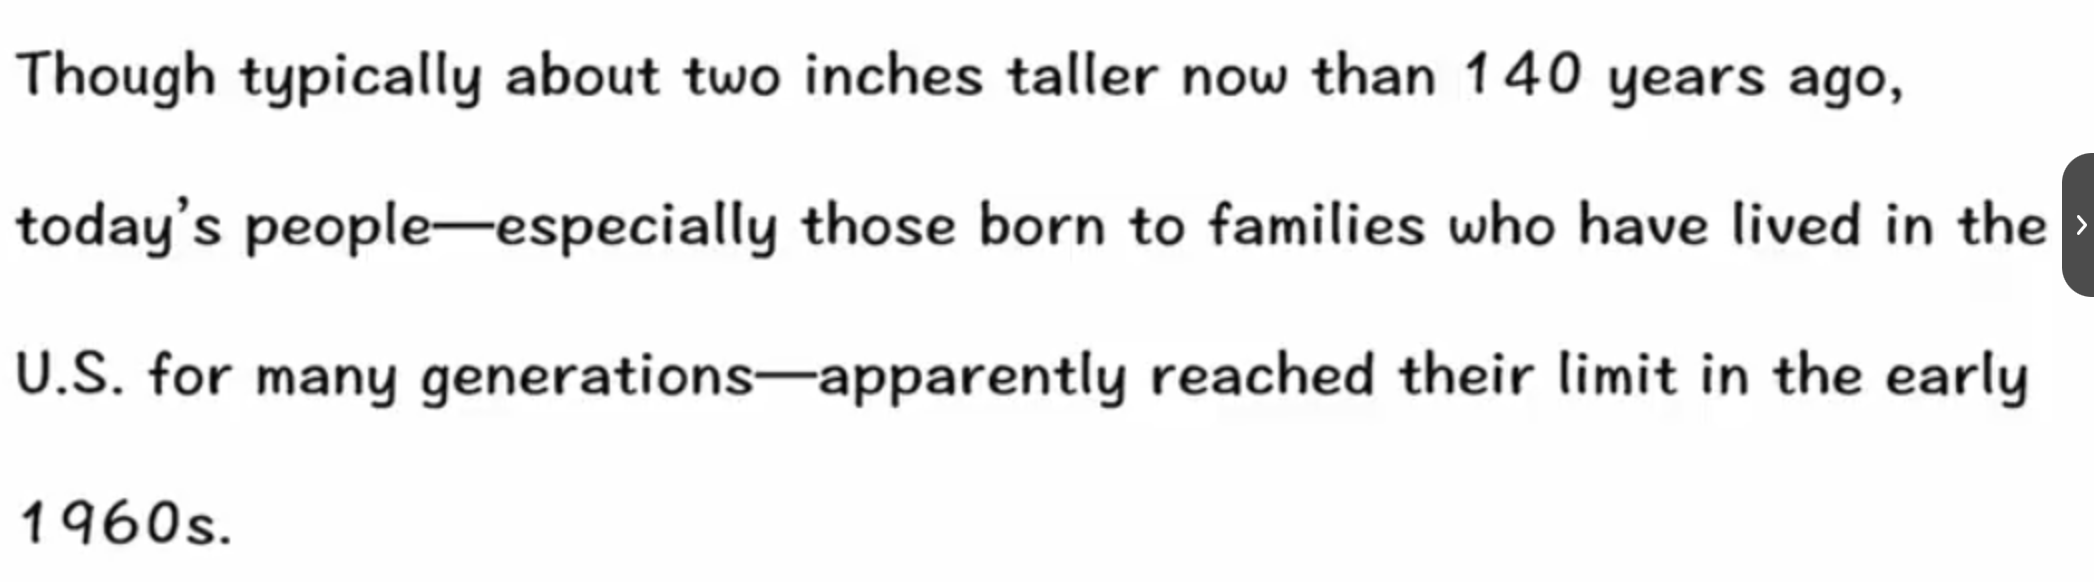 Though typically about two inches taller now than 140 years ago,
today's people—especially those born to families who have lived in the
U.S. for many generations—apparently reached their limit in the early
1960s.